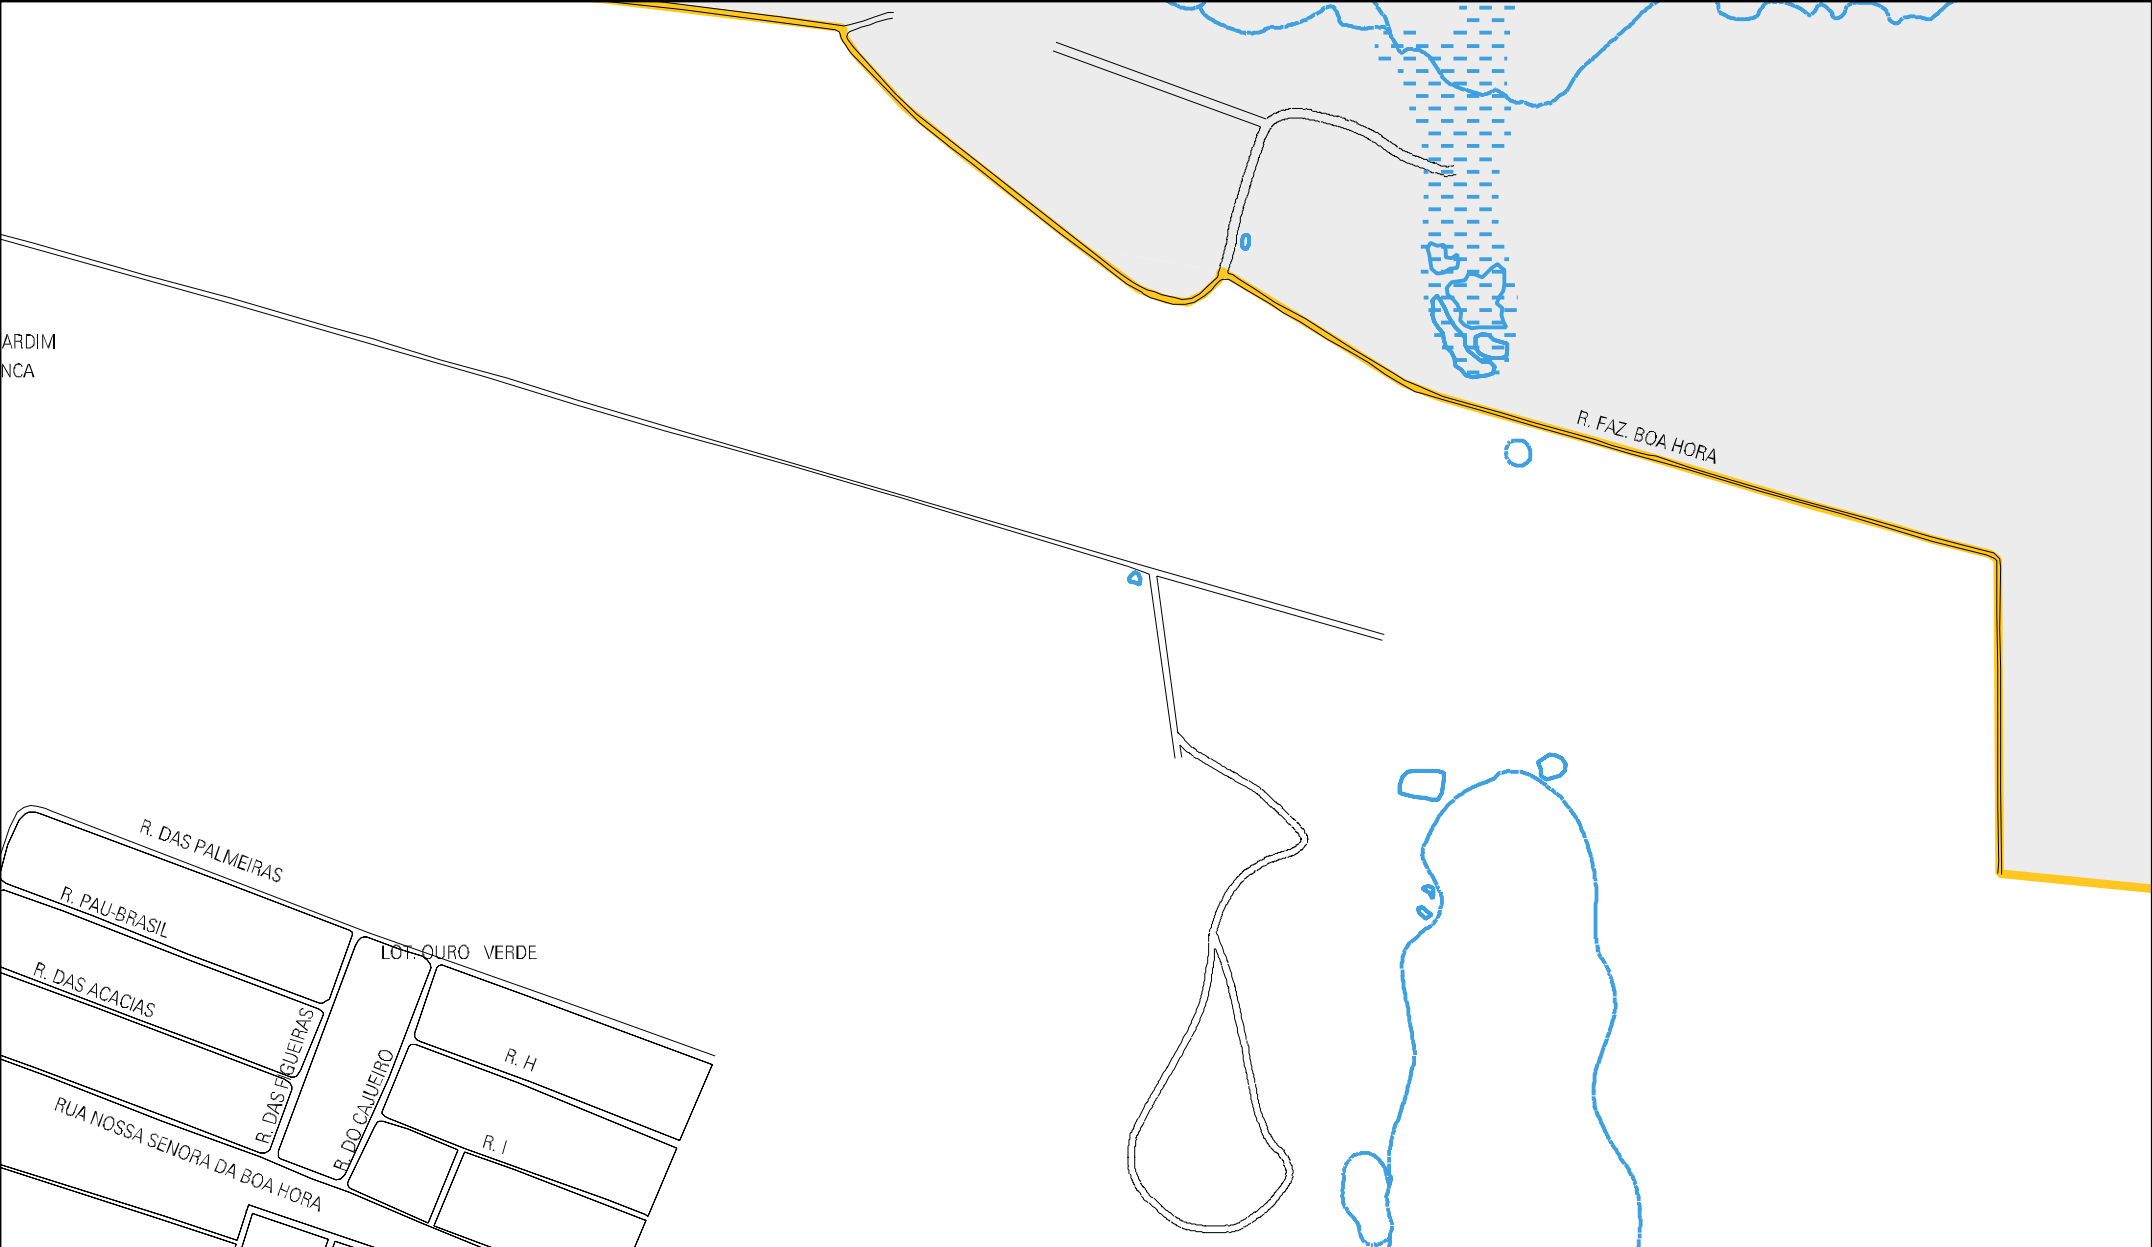 ARDIM
NCA
R. FAZ. BOA HORA
R. DAS PALMEIRAS
R. PAU-BRASIL
LOT. OURO VERDE
R. DAS ACACIAS
R. DAS FIGUEIRAS
R. DO CAJUEIRO
R. H
R. I
RUA NOSSA SENORA DA BOA HORA